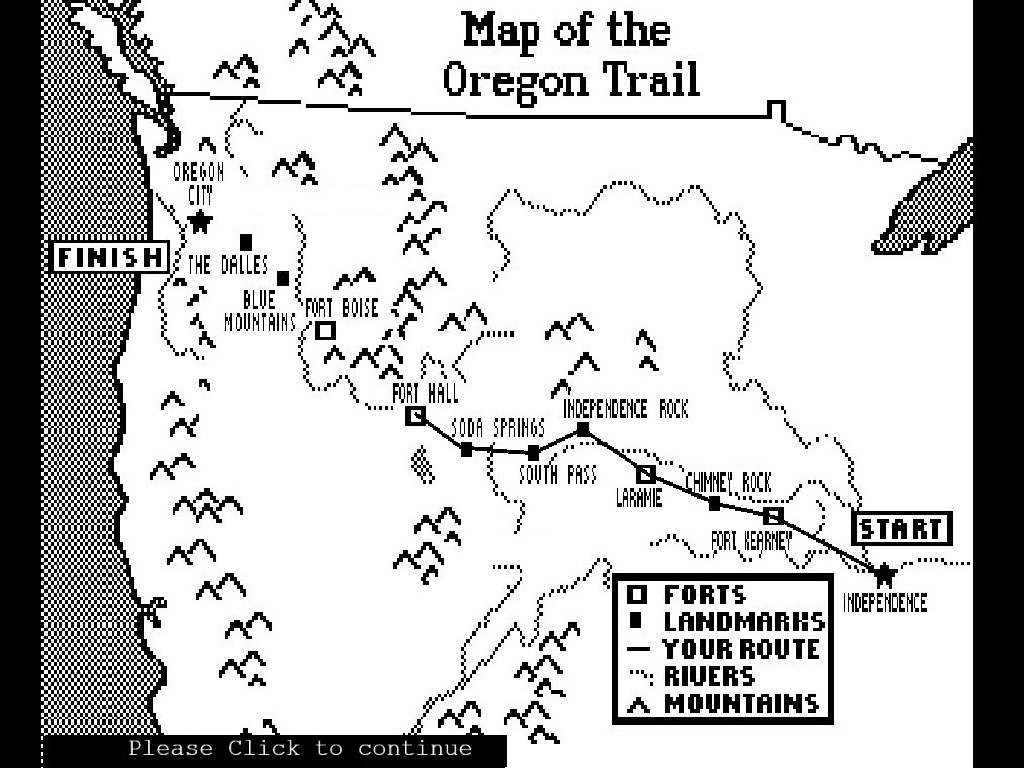 Map of the
Oregon Trail
OREGON
CITY
FINISH
THE DALLES
BLUE
MOUNTAINS
FORT BOISE
FORT HALL
SODA SPRINGS
INDEPENDENCE ROCK
SOUTH PASS
LARAMIE
CHIMNEY ROCK
FORT KEARNEY
START
INDEPENDENCE
FORTS
LANDMARKS
YOUR ROUTE
RIVERS
MOUNTAINS
Please Click to continue